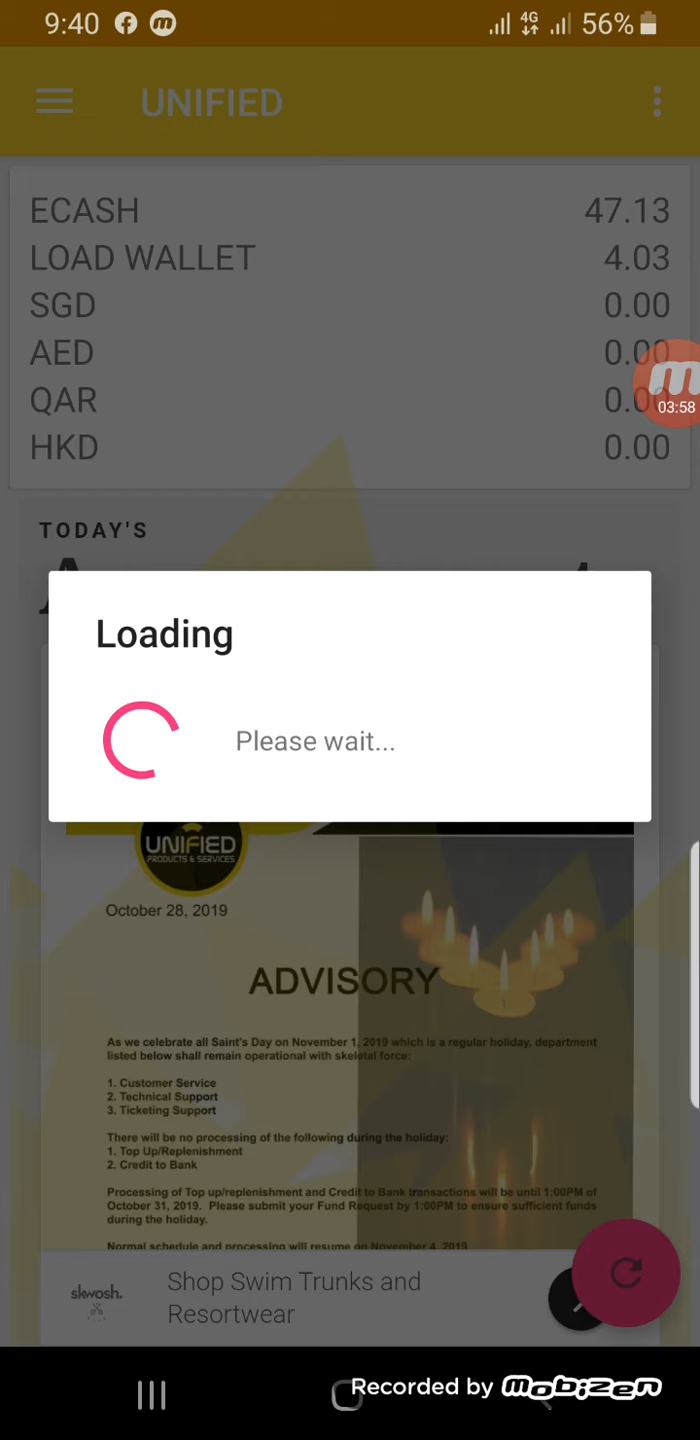 9:40 4G 56%
UNIFIED
ECASH 47.13
LOAD WALLET 4.03
SGD 0.00
AED 0.00
QAR 0.00
HKD 0.00
03:58
TODAY'S
Loading
Please wait...
UNIFIED
PRODUCTS & SERVICES
October 28, 2019
ADVISORY
As we celebrate all Saint's Day on November 1, 2019 which is a regular holiday, department
listed below shall remain operational with skeletal force:
1. Customer Service
2. Technical Support
3. Ticketing Support
There will be no processing of the following during the holiday:
1. Top Up/Replenishment
2. Credit to Bank
Processing of Top up/replenishment and Credit to Bank transactions will be until 1:00PM of
October 31, 2019. Please submit your Fund Request by 1:00PM to ensure sufficient funds
during the holiday.
Normal schedule and processing will resume on November 4, 2019
skwosh.
Shop Swim Trunks and
Resortwear
Recorded by Mobizen